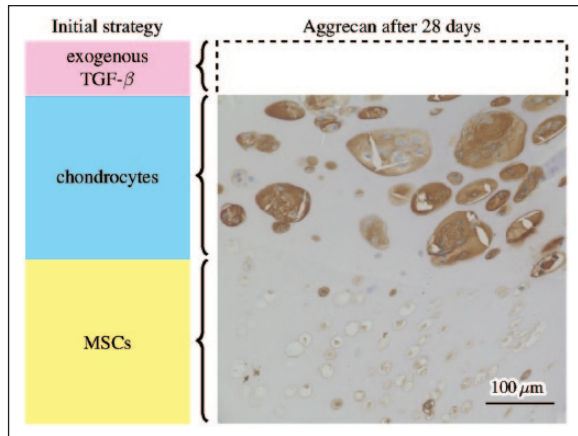 Initial strategy
Aggrecan after 28 days
exogenous
TGF-β
chondrocytes
MSCs
100 μm